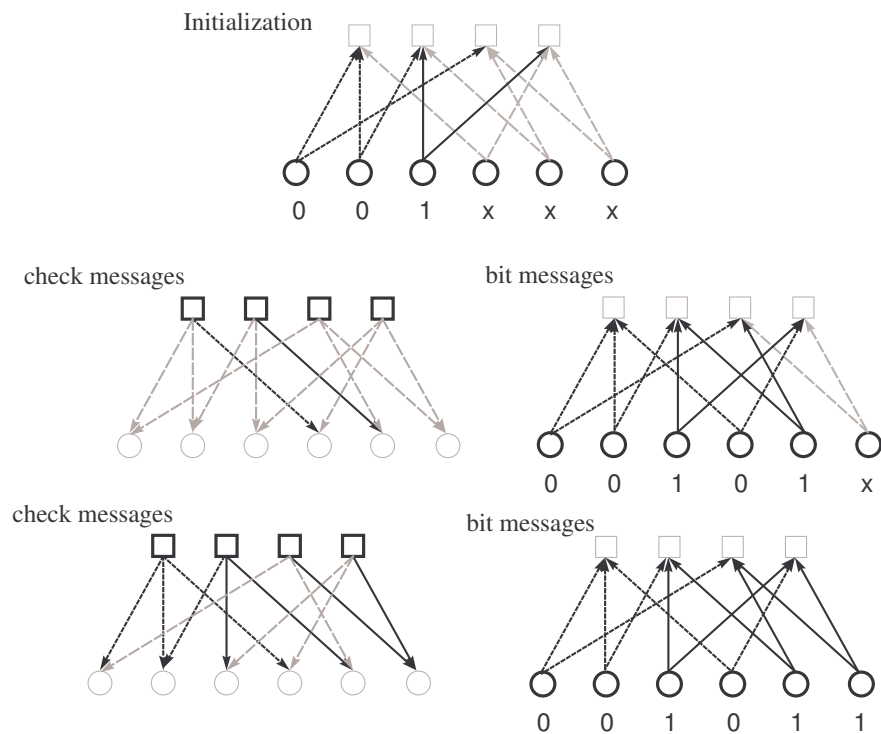 Initialization
0 0 1 x x x
check messages
bit messages
0 0 1 0 1 x
check messages
bit messages
0 0 1 0 1 1